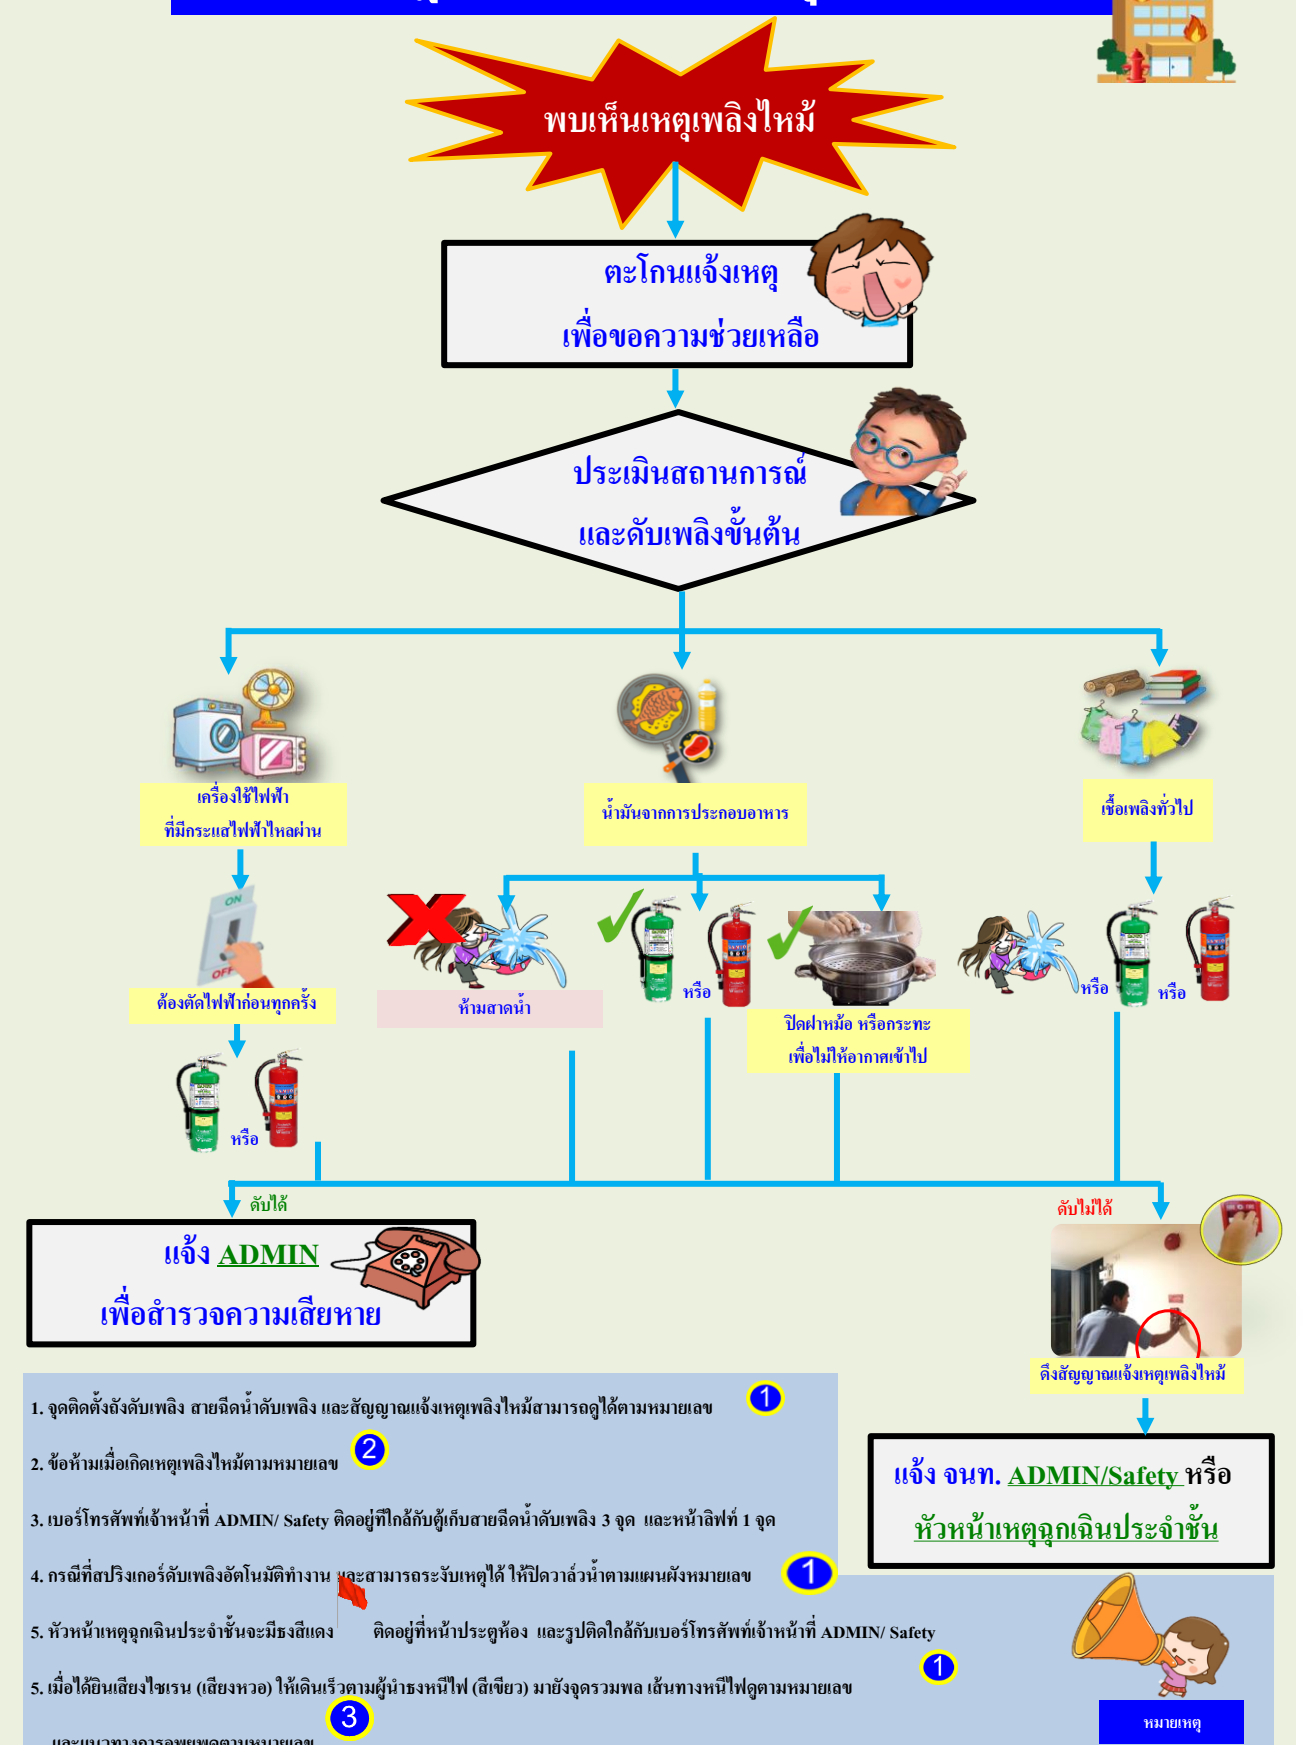 พบเห็นเหตุเพลิงไหม้
ตะโกนแจ้งเหตุ
เพื่อขอความช่วยเหลือ
ประเมินสถานการณ์
และดับเพลิงขั้นต้น
เครื่องใช้ไฟฟ้า
ที่มีกระแสไฟฟ้าไหลผ่าน
น้ำมันจากการประกอบอาหาร
เชื้อเพลิงทั่วไป
ON
OFF
ต้องตัดไฟฟ้าก่อนทุกครั้ง
ห้ามสาดน้ำ
หรือ
ปิดฝาหม้อ หรือกระทะ
เพื่อไม่ให้อากาศเข้าไป
หรือ
หรือ
หรือ
ดับได้
ดับไม่ได้
แจ้ง ADMIN
เพื่อสำรวจความเสียหาย
ดึงสัญญาณแจ้งเหตุเพลิงไหม้
แจ้ง จนท. ADMIN/Safety หรือ
หัวหน้าเหตุฉุกเฉินประจำชั้น
1. จุดติดตั้งถังดับเพลิง สายฉีดน้ำดับเพลิง และสัญญาณแจ้งเหตุเพลิงไหม้สามารถดูได้ตามหมายเลข 1
2. ข้อห้ามเมื่อเกิดเหตุเพลิงไหม้ตามหมายเลข 2
3. เบอร์โทรศัพท์เจ้าหน้าที่ ADMIN/ Safety ติดอยู่ที่ใกล้กับตู้เก็บสายฉีดน้ำดับเพลิง 3 จุด และหน้าลิฟท์ 1 จุด
4. กรณีที่สปริงเกอร์ดับเพลิงอัตโนมัติทำงาน และสามารถระงับเหตุได้ ให้ปิดวาล์วน้ำตามแผนผังหมายเลข 1
5. หัวหน้าเหตุฉุกเฉินประจำชั้นจะมีธงสีแดง ติดอยู่ที่หน้าประตูห้อง และรูปติดใกล้กับเบอร์โทรศัพท์เจ้าหน้าที่ ADMIN/ Safety
5. เมื่อได้ยินเสียงไซเรน (เสียงหวอ) ให้เดินเร็วตามผู้นำธงหนีไฟ (สีเขียว) มายังจุดรวมพล เส้นทางหนีไฟดูตามหมายเลข 1
และแนวทางการอพยพดูตามหมายเลข 3
หมายเหตุ